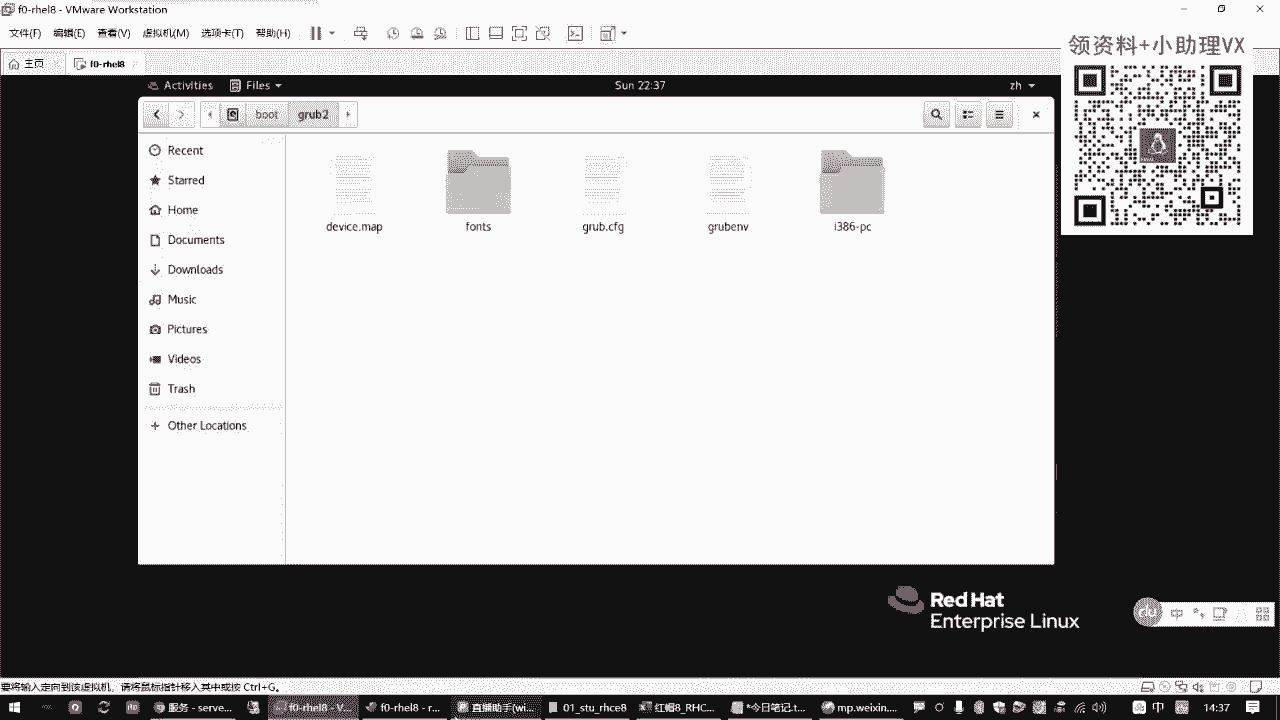 f0-rhel8 - VMware Workstation
文件(F) 编辑(E) 查看(V) 虚拟机(M) 选项卡(T) 帮助(H)
主页 f0-rhel8
领资料+小助理VX
Activities Files Sun 22:37 zh
boot grub2
Recent
Starred
Home
Documents
Downloads
Music
Pictures
Videos
Trash
Other Locations
device.map fonts grub.cfg grubenv i386-pc
Red Hat
Enterprise Linux
du 中
要将输入定向到该虚拟机，请将鼠标指针移入其中或按 Ctrl+G。
服务 - serve... f0-rhel8 - V... f0-rhel8 - r... 直播助手(wi... 01_stu_rhce8 红帽8_RHC... *今日笔记.t... mp.weixin.... 中 14:37